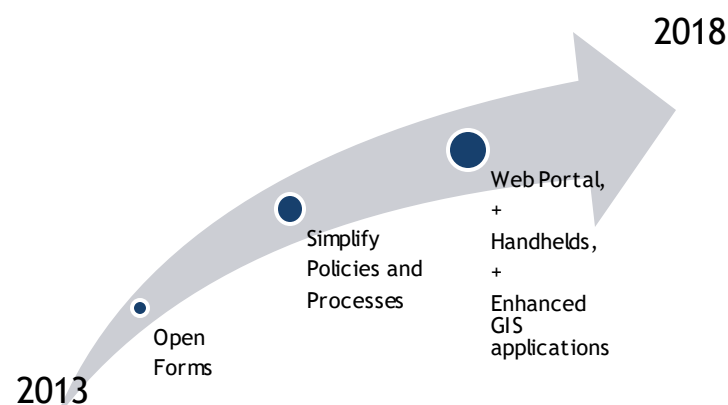 2018
Web Portal,
+
Handhelds,
+
Enhanced
GIS
applications
Simplify
Policies and
Processes
Open
Forms
2013